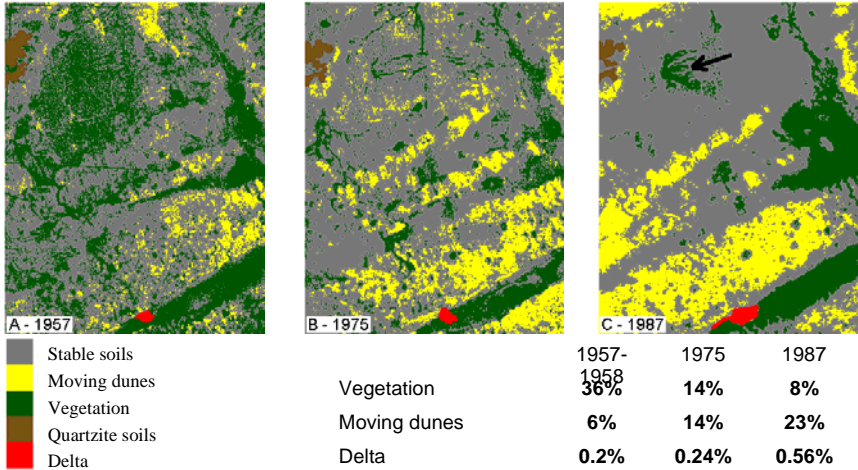 A - 1957
B - 1975
C - 1987
Stable soils
Moving dunes
Vegetation
Quartzite soils
Delta
1957-
1958 1975 1987
Vegetation 36% 14% 8%
Moving dunes 6% 14% 23%
Delta 0.2% 0.24% 0.56%